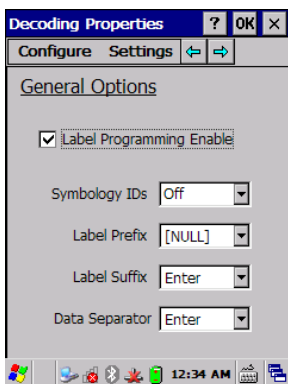 Decoding Properties ? OK ×
Configure Settings
General Options
Label Programming Enable
Symbology IDs Off
Label Prefix [NULL]
Label Suffix Enter
Data Separator Enter
12:34 AM